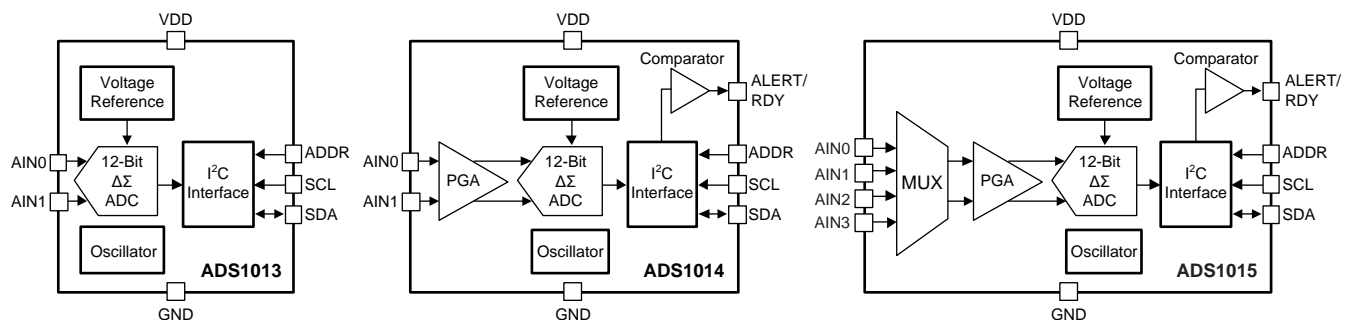 VDD
Voltage
Reference
AIN0
AIN1
12-Bit
ΔΣ
ADC
I²C
Interface
ADDR
SCL
SDA
Oscillator
ADS1013
GND
VDD
Comparator
Voltage
Reference
ALERT/
RDY
AIN0
AIN1
PGA
12-Bit
ΔΣ
ADC
I²C
Interface
ADDR
SCL
SDA
Oscillator
ADS1014
GND
VDD
Comparator
Voltage
Reference
ALERT/
RDY
AIN0
AIN1
AIN2
AIN3
MUX
PGA
12-Bit
ΔΣ
ADC
I²C
Interface
ADDR
SCL
SDA
Oscillator
ADS1015
GND